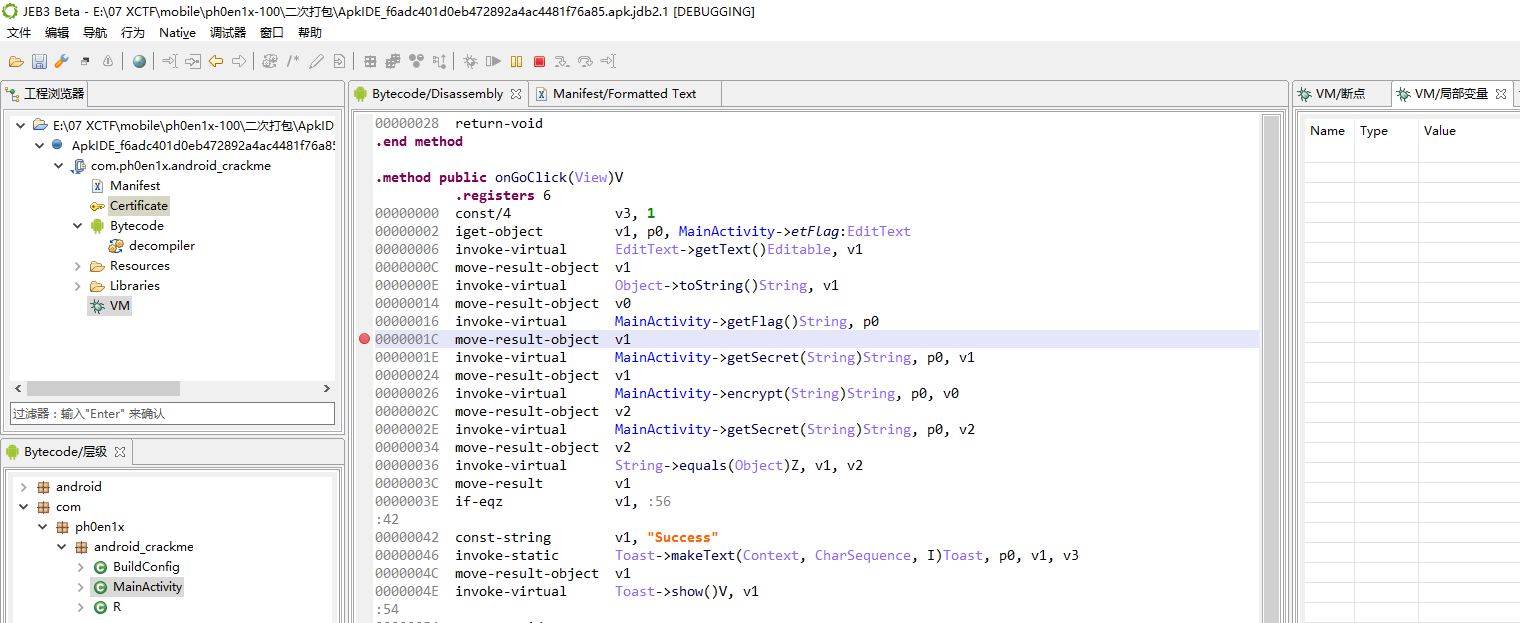 JEB3 Beta - E:\07 XCTF\mobile\ph0en1x-100\二次打包\ApkIDE_f6adc401d0eb472892a4ac4481f76a85.apk.jdb2.1 [DEBUGGING]
文件 编辑 导航 行为 Native 调试器 窗口 帮助
工程浏览器
E:\07 XCTF\mobile\ph0en1x-100\二次打包\ApkID
ApkIDE_f6adc401d0eb472892a4ac4481f76a85
com.ph0en1x.android_crackme
Manifest
Certificate
Bytecode
decompiler
Resources
Libraries
VM
过滤器：输入"Enter" 来确认
Bytecode/层级
android
com
ph0en1x
android_crackme
BuildConfig
MainActivity
R
Bytecode/Disassembly Manifest/Formatted Text
00000028 return-void
.end method
.method public onGoClick(View)V
.registers 6
00000000 const/4 v3, 1
00000002 iget-object v1, p0, MainActivity->etFlag:EditText
00000006 invoke-virtual EditText->getText()Editable, v1
0000000C move-result-object v1
0000000E invoke-virtual Object->toString()String, v1
00000014 move-result-object v0
00000016 invoke-virtual MainActivity->getFlag()String, p0
0000001C move-result-object v1
0000001E invoke-virtual MainActivity->getSecret(String)String, p0, v1
00000024 move-result-object v1
00000026 invoke-virtual MainActivity->encrypt(String)String, p0, v0
0000002C move-result-object v2
0000002E invoke-virtual MainActivity->getSecret(String)String, p0, v2
00000034 move-result-object v2
00000036 invoke-virtual String->equals(Object)Z, v1, v2
0000003C move-result v1
0000003E if-eqz v1, :56
:42
00000042 const-string v1, "Success"
00000046 invoke-static Toast->makeText(Context, CharSequence, I)Toast, p0, v1, v3
0000004C move-result-object v1
0000004E invoke-virtual Toast->show()V, v1
:54
VM/断点 VM/局部变量
Name Type Value